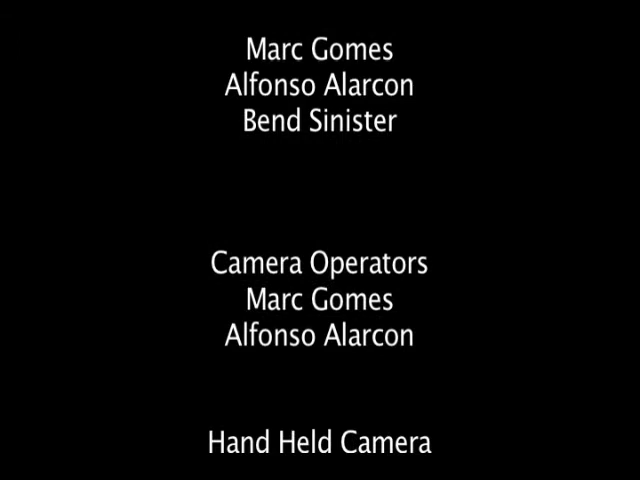 Marc Gomes
Alfonso Alarcon
Bend Sinister
Camera Operators
Marc Gomes
Alfonso Alarcon
Hand Held Camera